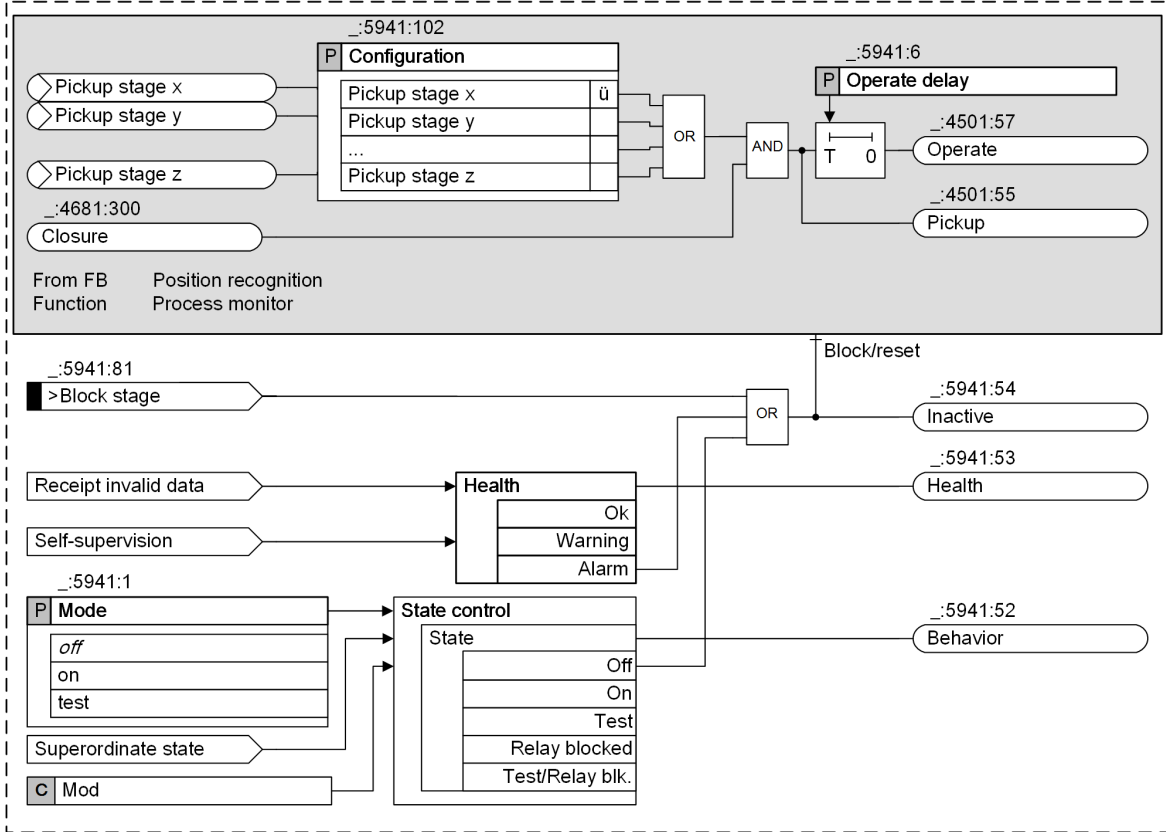 _:5941:102
P Configuration
_:5941:6
P Operate delay
Pickup stage x
Pickup stage x ü
Pickup stage y
Pickup stage y
...
Pickup stage z
Pickup stage z
OR
AND
T 0
_:4501:57
Operate
_:4681:300
Closure
_:4501:55
Pickup
From FB Position recognition
Function Process monitor
Block/reset
_:5941:81
>Block stage
OR
_:5941:54
Inactive
_:5941:53
Receipt invalid data
Health
Health
Ok
Self-supervision
Warning
Alarm
_:5941:1
P Mode
off
on
test
State control
State
Off
On
Test
Relay blocked
Test/Relay blk.
_:5941:52
Behavior
Superordinate state
C Mod